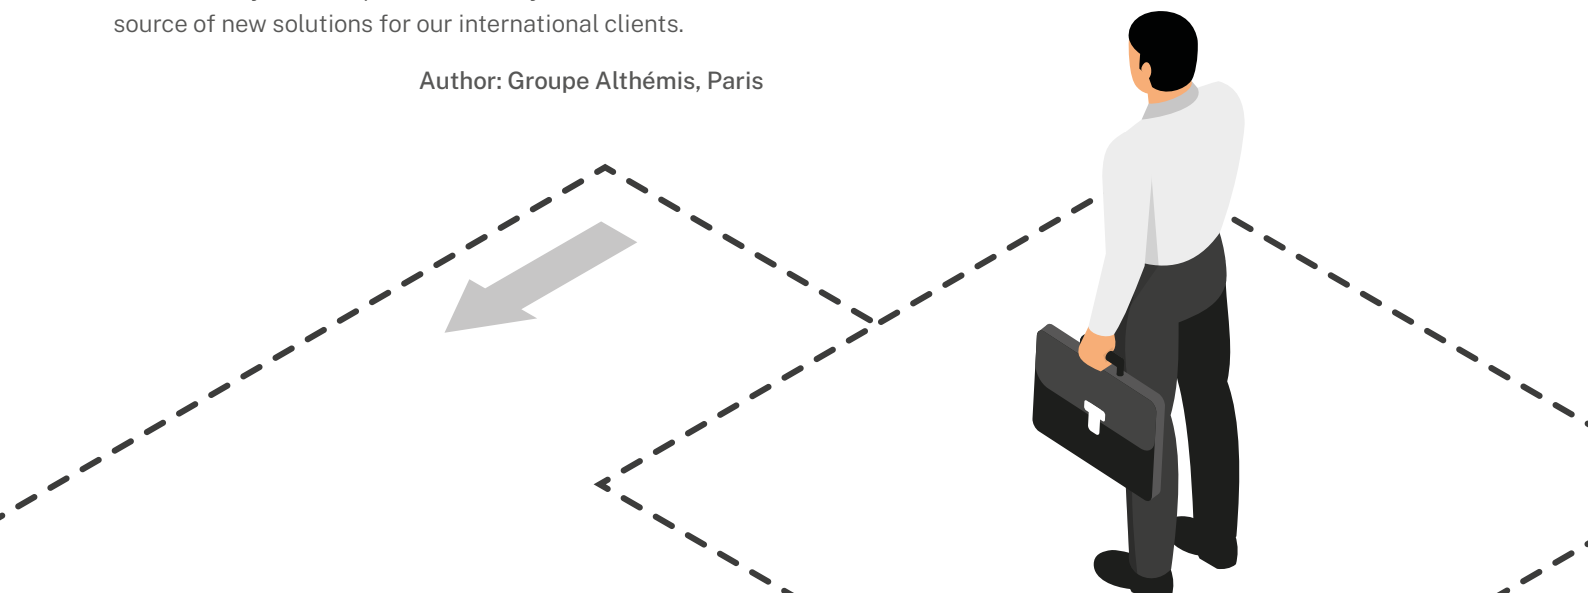 source of new solutions for our international clients.
Author: Groupe Althémis, Paris